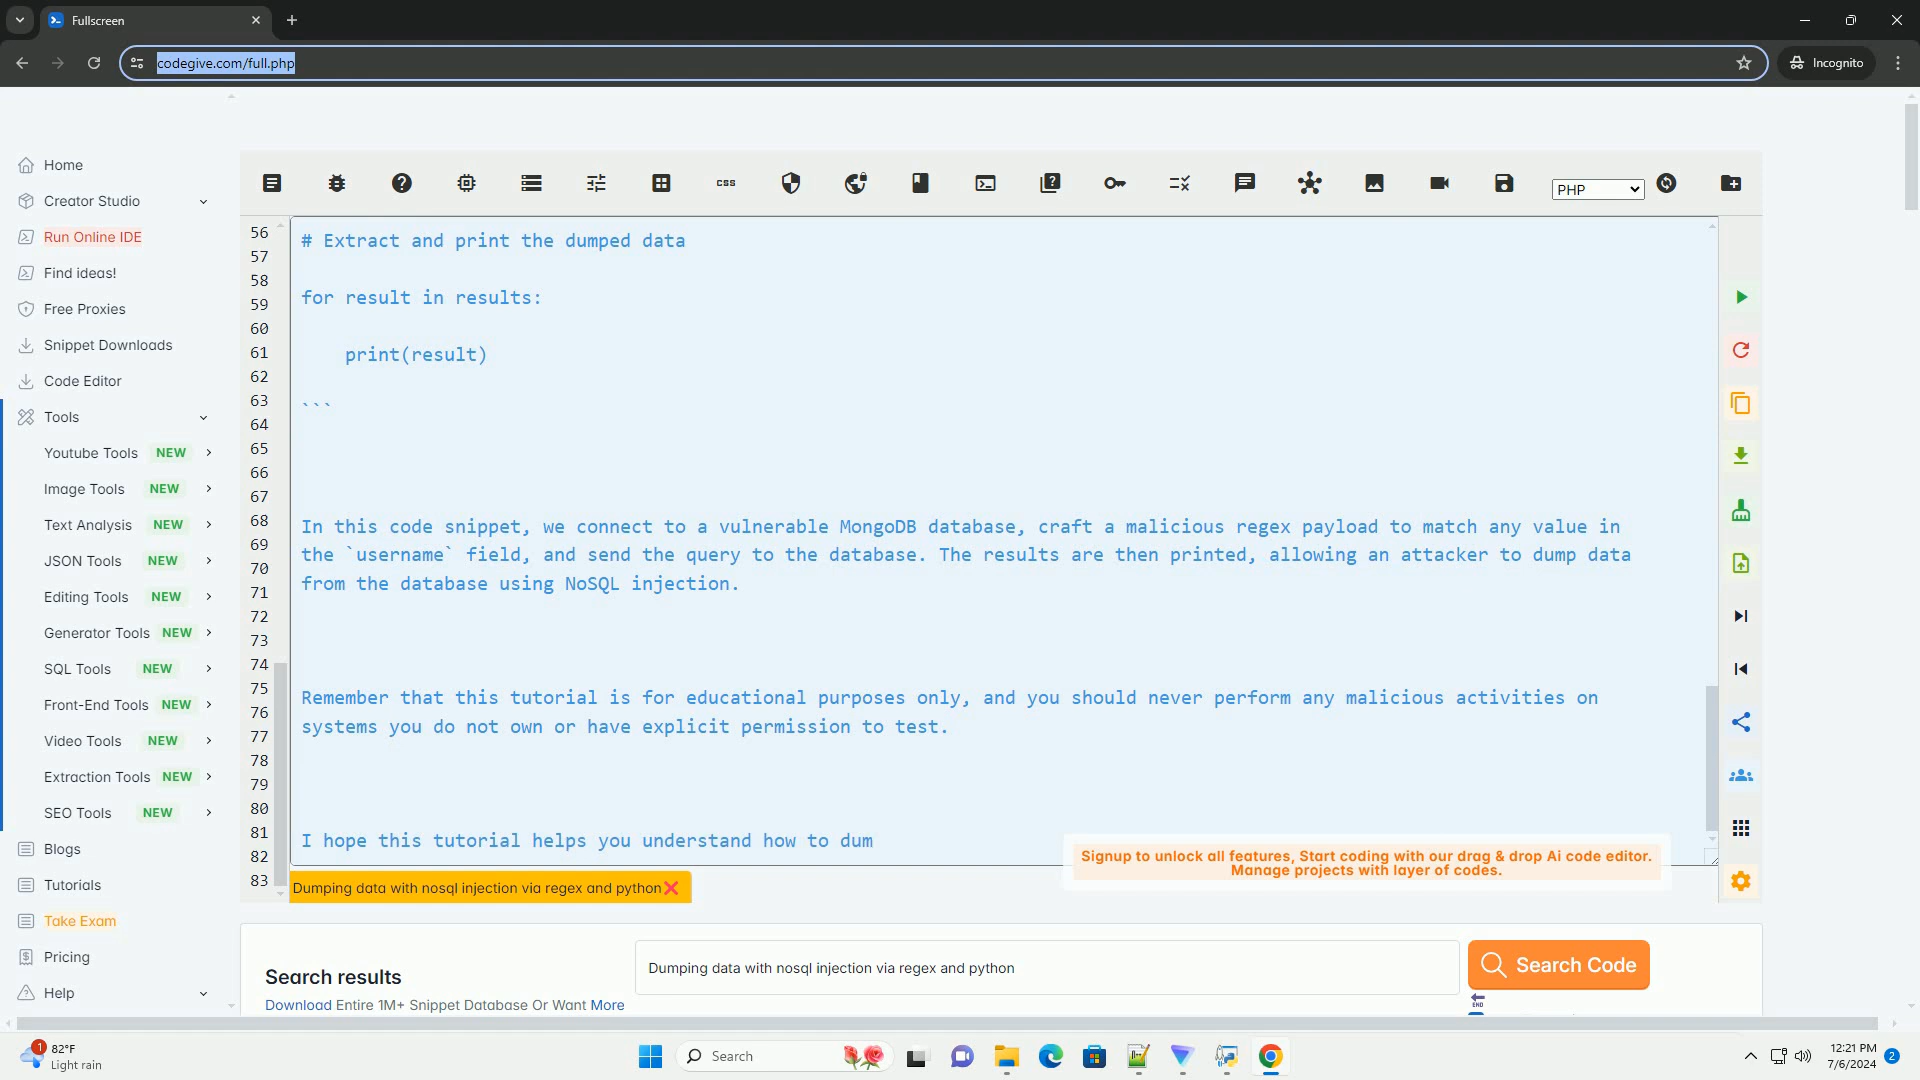 Fullscreen
codegive.com/full.php
Incognito
Home
Creator Studio
Run Online IDE
Find ideas!
Free Proxies
Snippet Downloads
Code Editor
Tools
Youtube Tools NEW
Image Tools NEW
Text Analysis NEW
JSON Tools NEW
Editing Tools NEW
Generator Tools NEW
SQL Tools NEW
Front-End Tools NEW
Video Tools NEW
Extraction Tools NEW
SEO Tools NEW
Blogs
Tutorials
Take Exam
Pricing
Help
CSS
PHP
56
57
58
59
60
61
62
63
64
65
66
67
68
69
70
71
72
73
74
75
76
77
78
79
80
81
82
83
# Extract and print the dumped data
for result in results:
print(result)
```
In this code snippet, we connect to a vulnerable MongoDB database, craft a malicious regex payload to match any value in
the `username` field, and send the query to the database. The results are then printed, allowing an attacker to dump data
from the database using NoSQL injection.
Remember that this tutorial is for educational purposes only, and you should never perform any malicious activities on
systems you do not own or have explicit permission to test.
I hope this tutorial helps you understand how to dum
Signup to unlock all features, Start coding with our drag & drop Ai code editor.
Manage projects with layer of codes.
Dumping data with nosql injection via regex and python
Search results
Download Entire 1M+ Snippet Database Or Want More
Dumping data with nosql injection via regex and python
Search Code
END
1
82°F
Light rain
Search
12:21 PM
7/6/2024
2